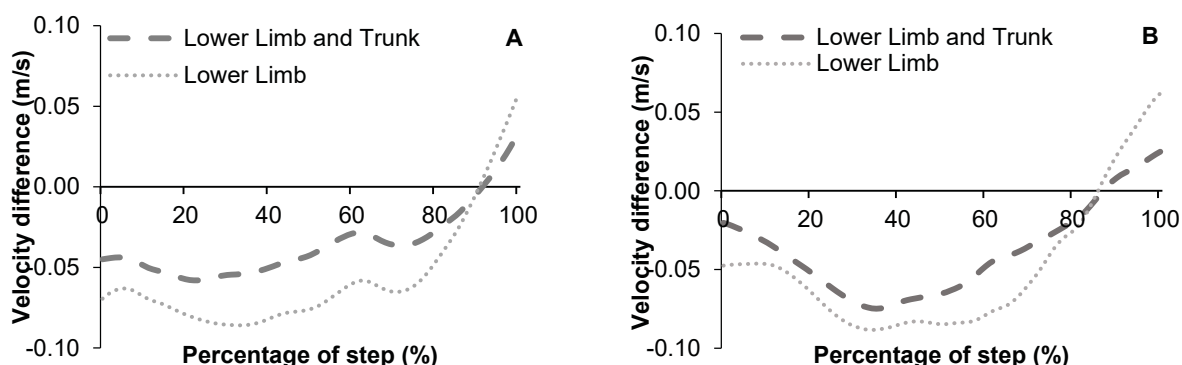 0.10
Lower Limb and Trunk
A
Lower Limb
0.05
0.00
0 20 40 60 80 100
-0.05
-0.10
Velocity difference (m/s)
Percentage of step (%)
0.10
Lower Limb and Trunk
B
Lower Limb
0.05
0.00
0 20 40 60 80 100
-0.05
-0.10
Velocity difference (m/s)
Percentage of step (%)